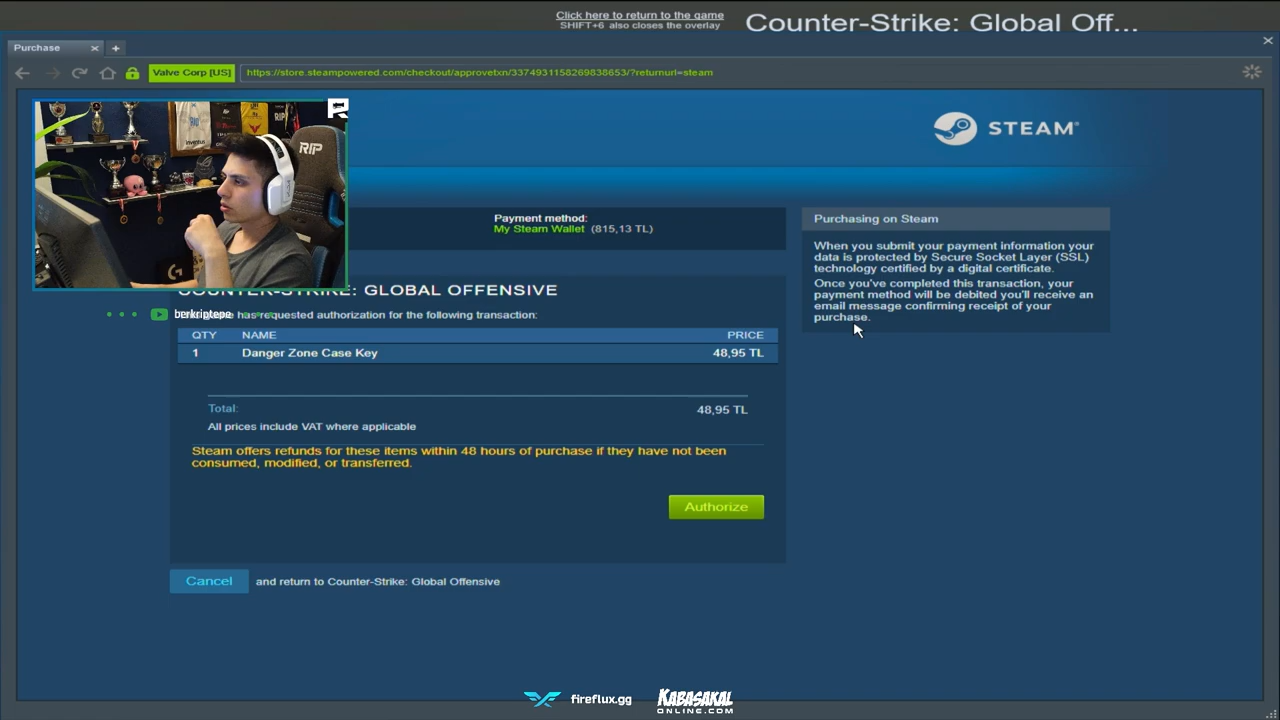 Click here to return to the game
SHIFT+6 also closes the overlay
Counter-Strike: Global Off...
Purchase
Valve Corp [US]
https://store.steampowered.com/checkout/approvetxn/3374931158269838653/?returnurl=steam
STEAM
RIP
Payment method:
My Steam Wallet (815,13 TL)
Purchasing on Steam
When you submit your payment information your
data is protected by Secure Socket Layer (SSL)
technology certified by a digital certificate.
Once you've completed this transaction, your
payment method will be debited you'll receive an
email message confirming receipt of your
purchase.
COUNTER-STRIKE: GLOBAL OFFENSIVE
berkriptepe
has requested authorization for the following transaction:
QTY NAME PRICE
1 Danger Zone Case Key 48,95 TL
Total: 48,95 TL
All prices include VAT where applicable
Steam offers refunds for these items within 48 hours of purchase if they have not been
consumed, modified, or transferred.
Authorize
Cancel and return to Counter-Strike: Global Offensive
fireflux.gg
KABASAKAL
ONLINE.COM